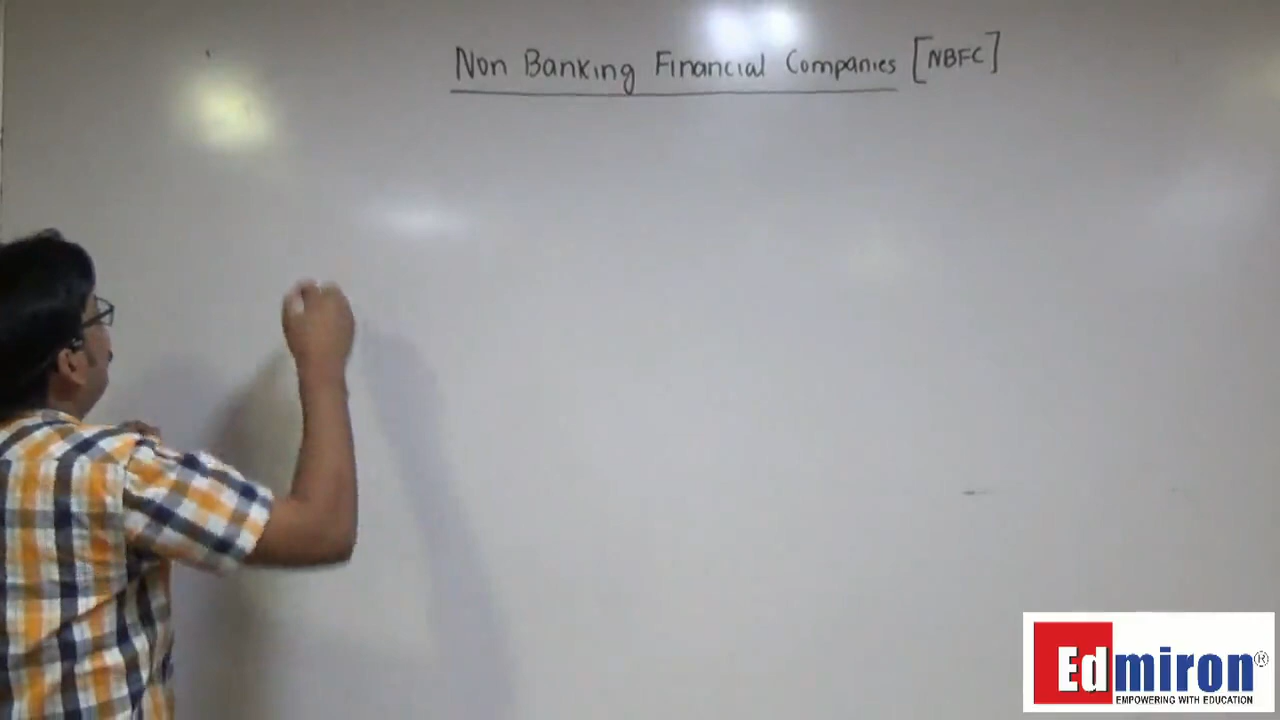 Non Banking Financial Companies [NBFC]
Edmiron®
EMPOWERING WITH EDUCATION